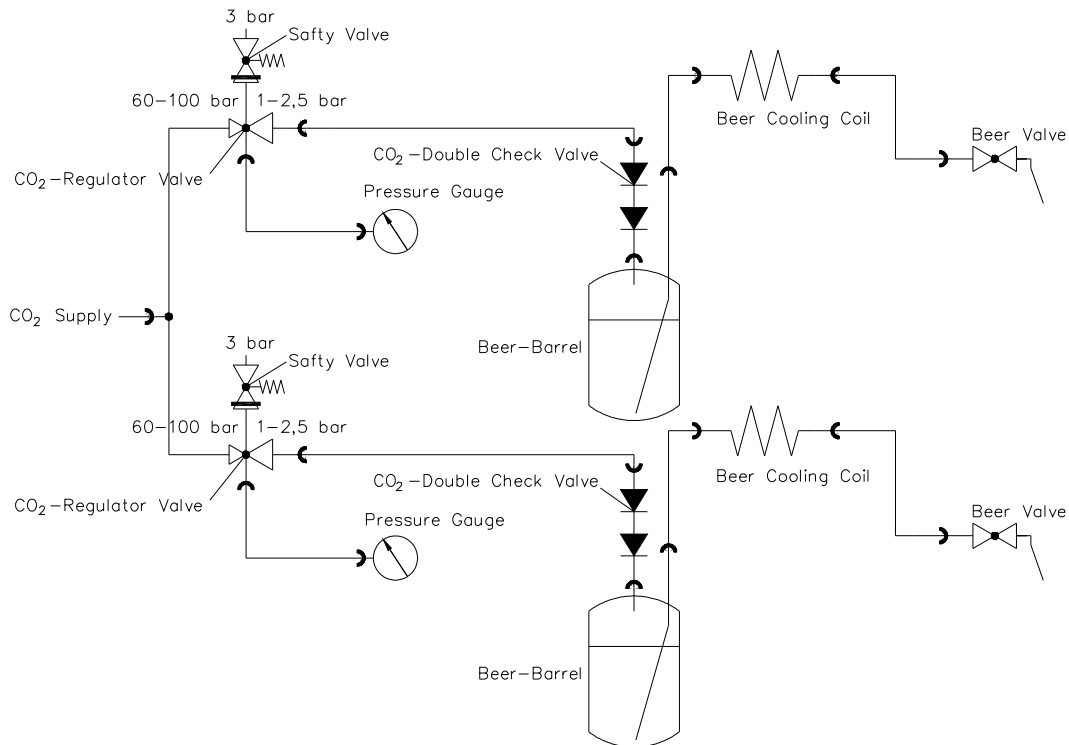 3 bar
Safty Valve
60-100 bar 1-2,5 bar
Beer Cooling Coil
Beer Valve
CO₂-Double Check Valve
CO₂-Regulator Valve
Pressure Gauge
CO₂ Supply
3 bar
Beer-Barrel
Safty Valve
60-100 bar 1-2,5 bar
Beer Cooling Coil
CO₂-Double Check Valve
CO₂-Regulator Valve
Beer Valve
Pressure Gauge
Beer-Barrel